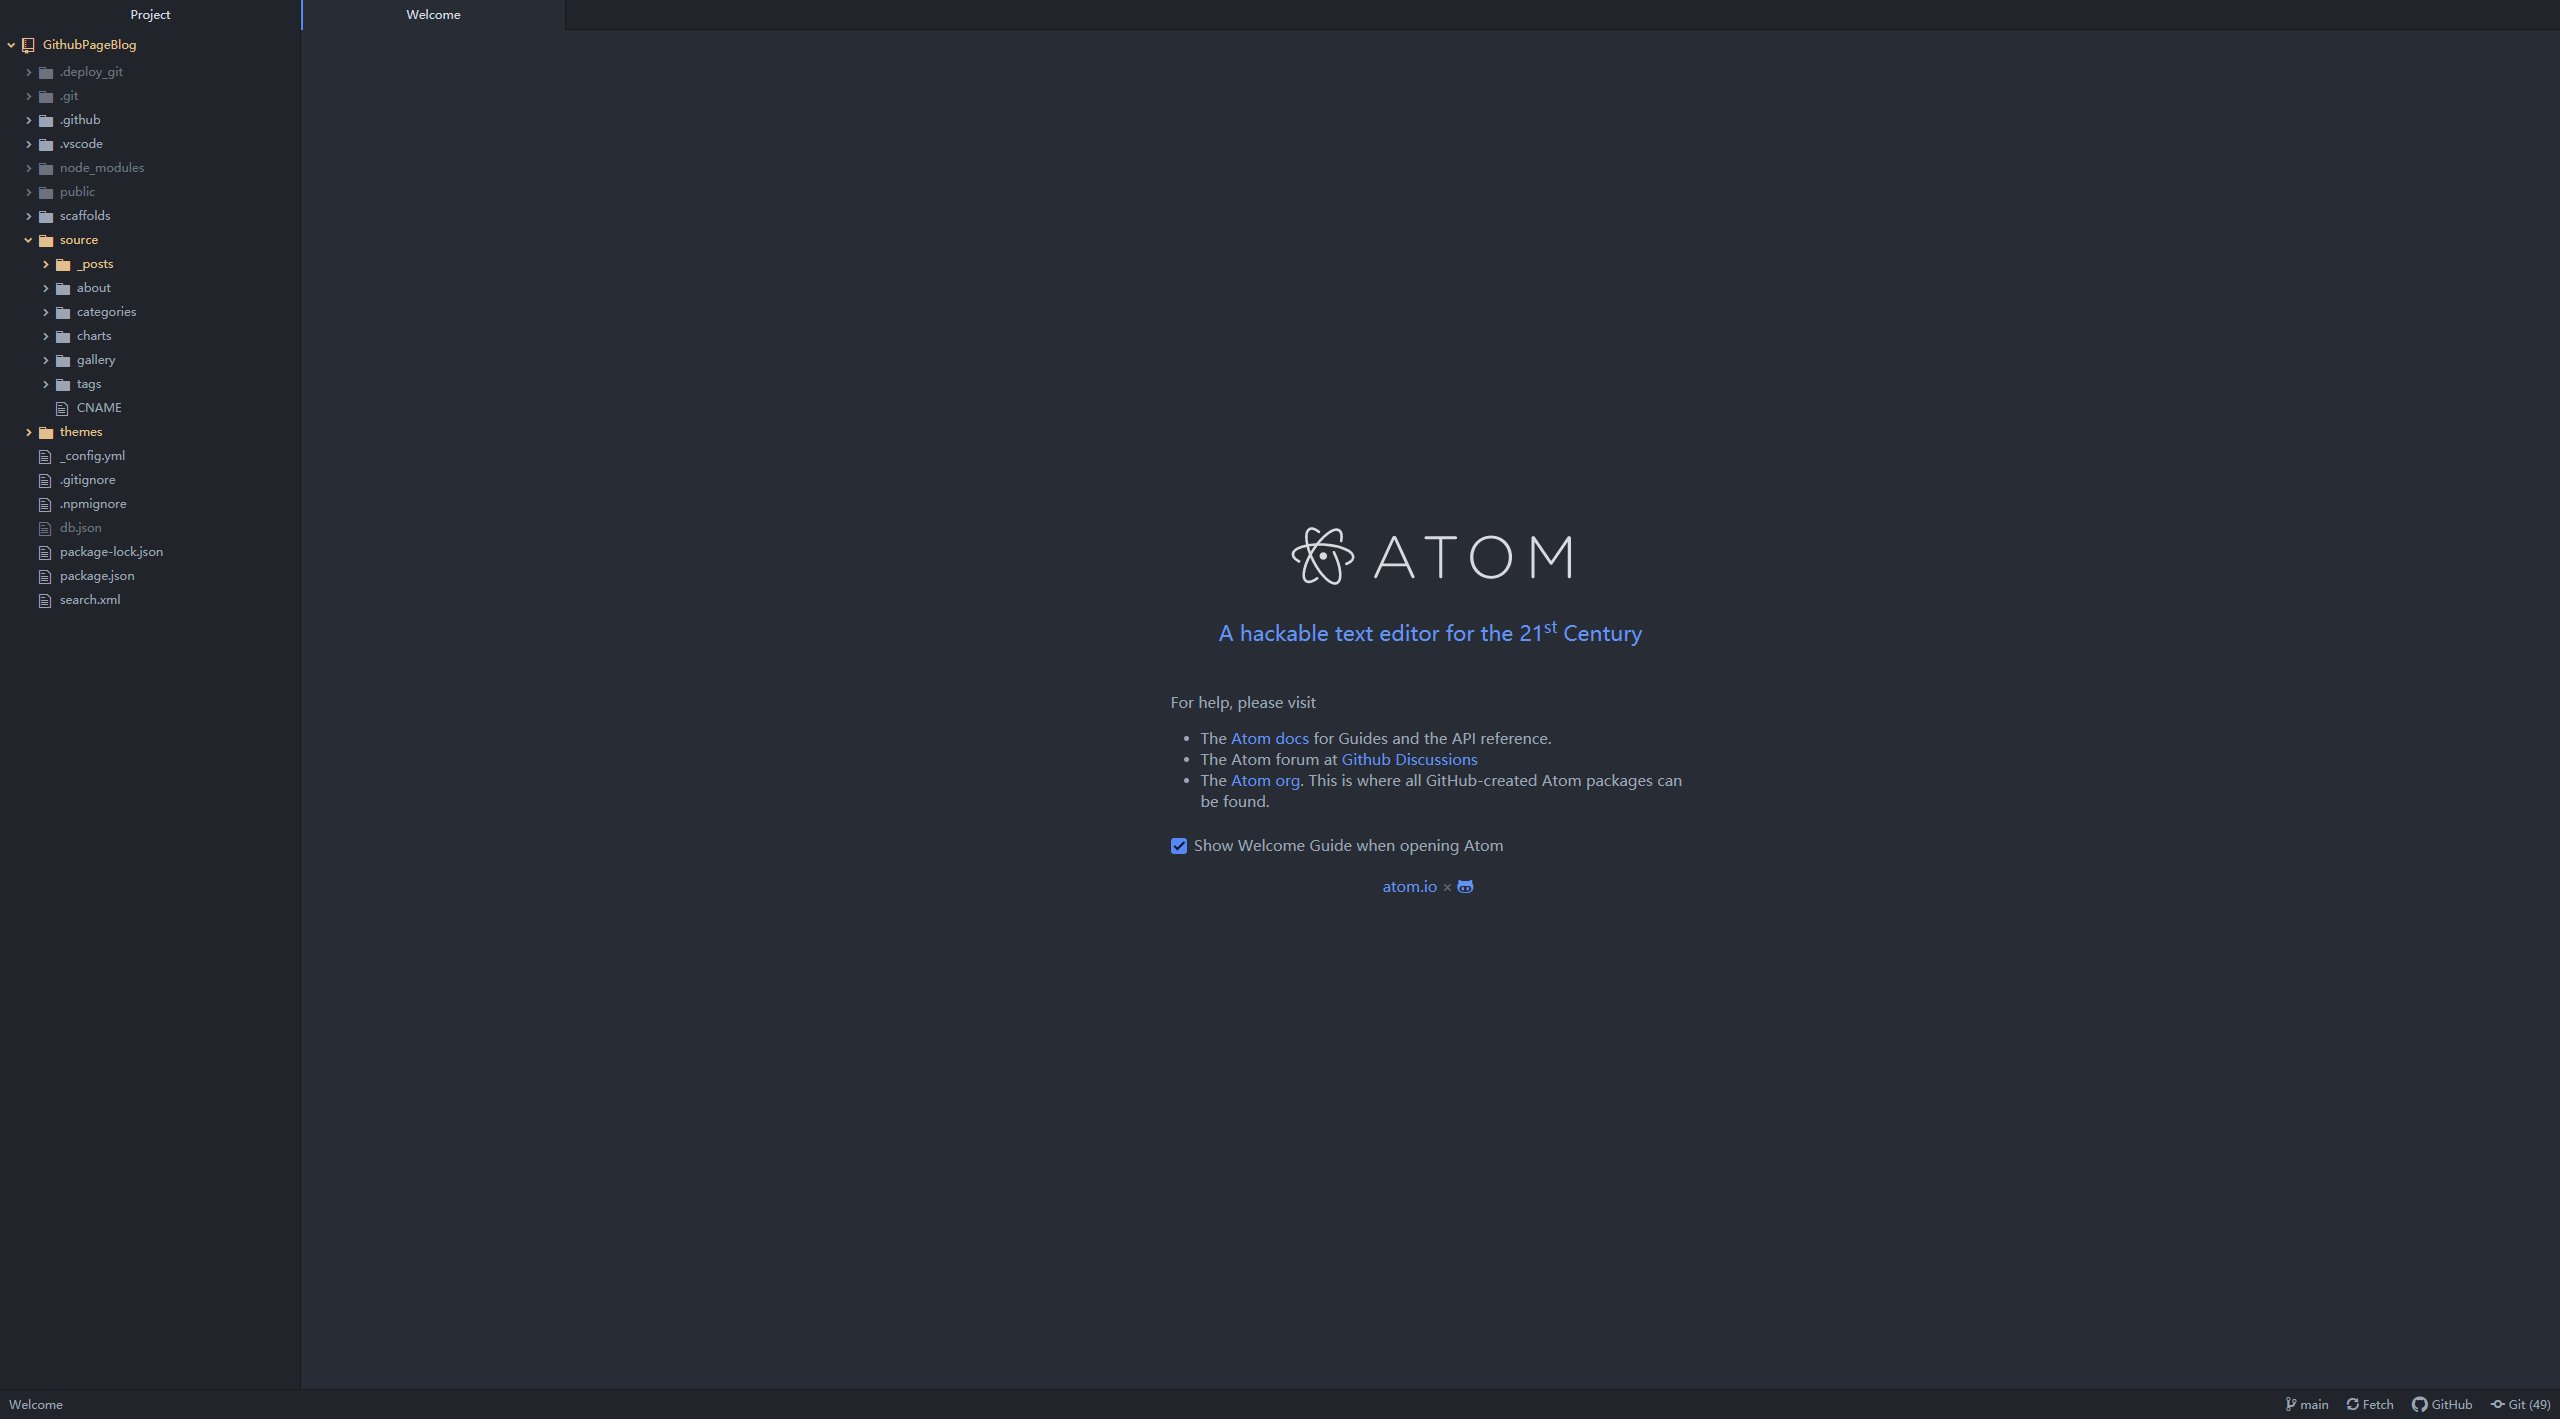 Project
Welcome
GithubPageBlog
.deploy_git
.git
.github
.vscode
node_modules
public
scaffolds
source
_posts
about
categories
charts
gallery
tags
CNAME
themes
_config.yml
.gitignore
.npmignore
db.json
package-lock.json
package.json
search.xml
ATOM
A hackable text editor for the 21st Century
For help, please visit
• The Atom docs for Guides and the API reference.
• The Atom forum at Github Discussions
• The Atom org. This is where all GitHub-created Atom packages can
be found.
Show Welcome Guide when opening Atom
atom.io ×
Welcome
main Fetch GitHub Git (49)